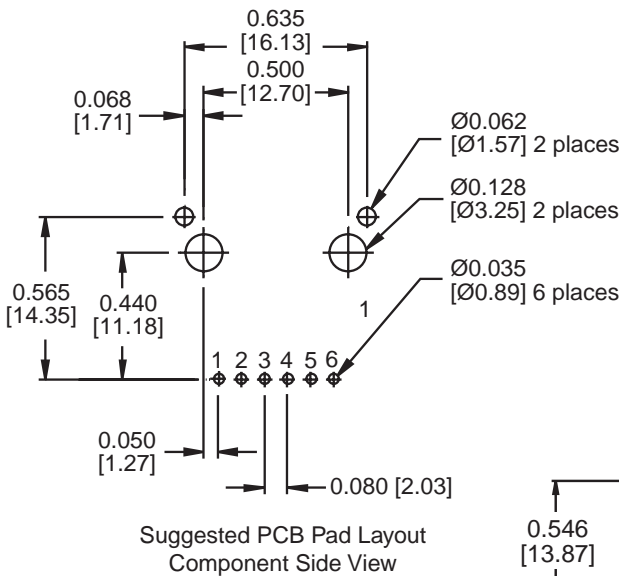 0.635
[16.13]
0.500
[12.70]
0.068
[1.71]
Ø0.062
[Ø1.57] 2 places
Ø0.128
[Ø3.25] 2 places
Ø0.035
[Ø0.89] 6 places
0.565
[14.35]
0.440
[11.18]
1
1 2 3 4 5 6
0.050
[1.27]
0.080 [2.03]
Suggested PCB Pad Layout
Component Side View
0.546
[13.87]